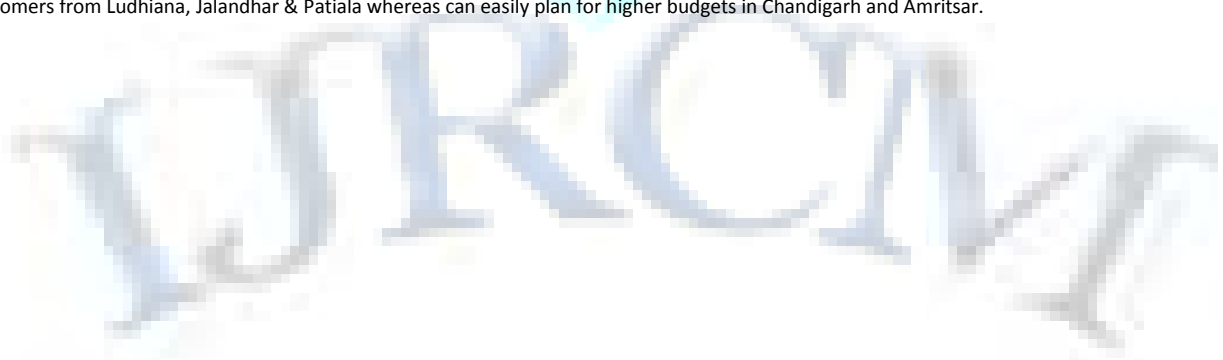 omers from Ludhiana, Jalandhar & Patiala whereas can easily plan for higher budgets in Chandigarh and Amritsar.
IJRCM